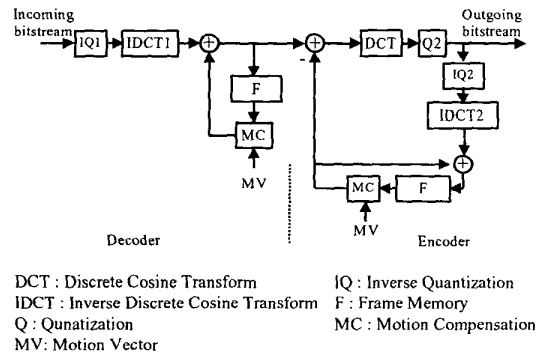 Incoming
bitstream
Outgoing
bitstream
IQ1
IDCT1
DCT
Q2
-
F
IQ2
IDCT2
MC
MV
MC
F
MV
Decoder
Encoder
DCT : Discrete Cosine Transform
IDCT : Inverse Discrete Cosine Transform
Q : Qunatization
MV: Motion Vector
IQ : Inverse Quantization
F : Frame Memory
MC : Motion Compensation